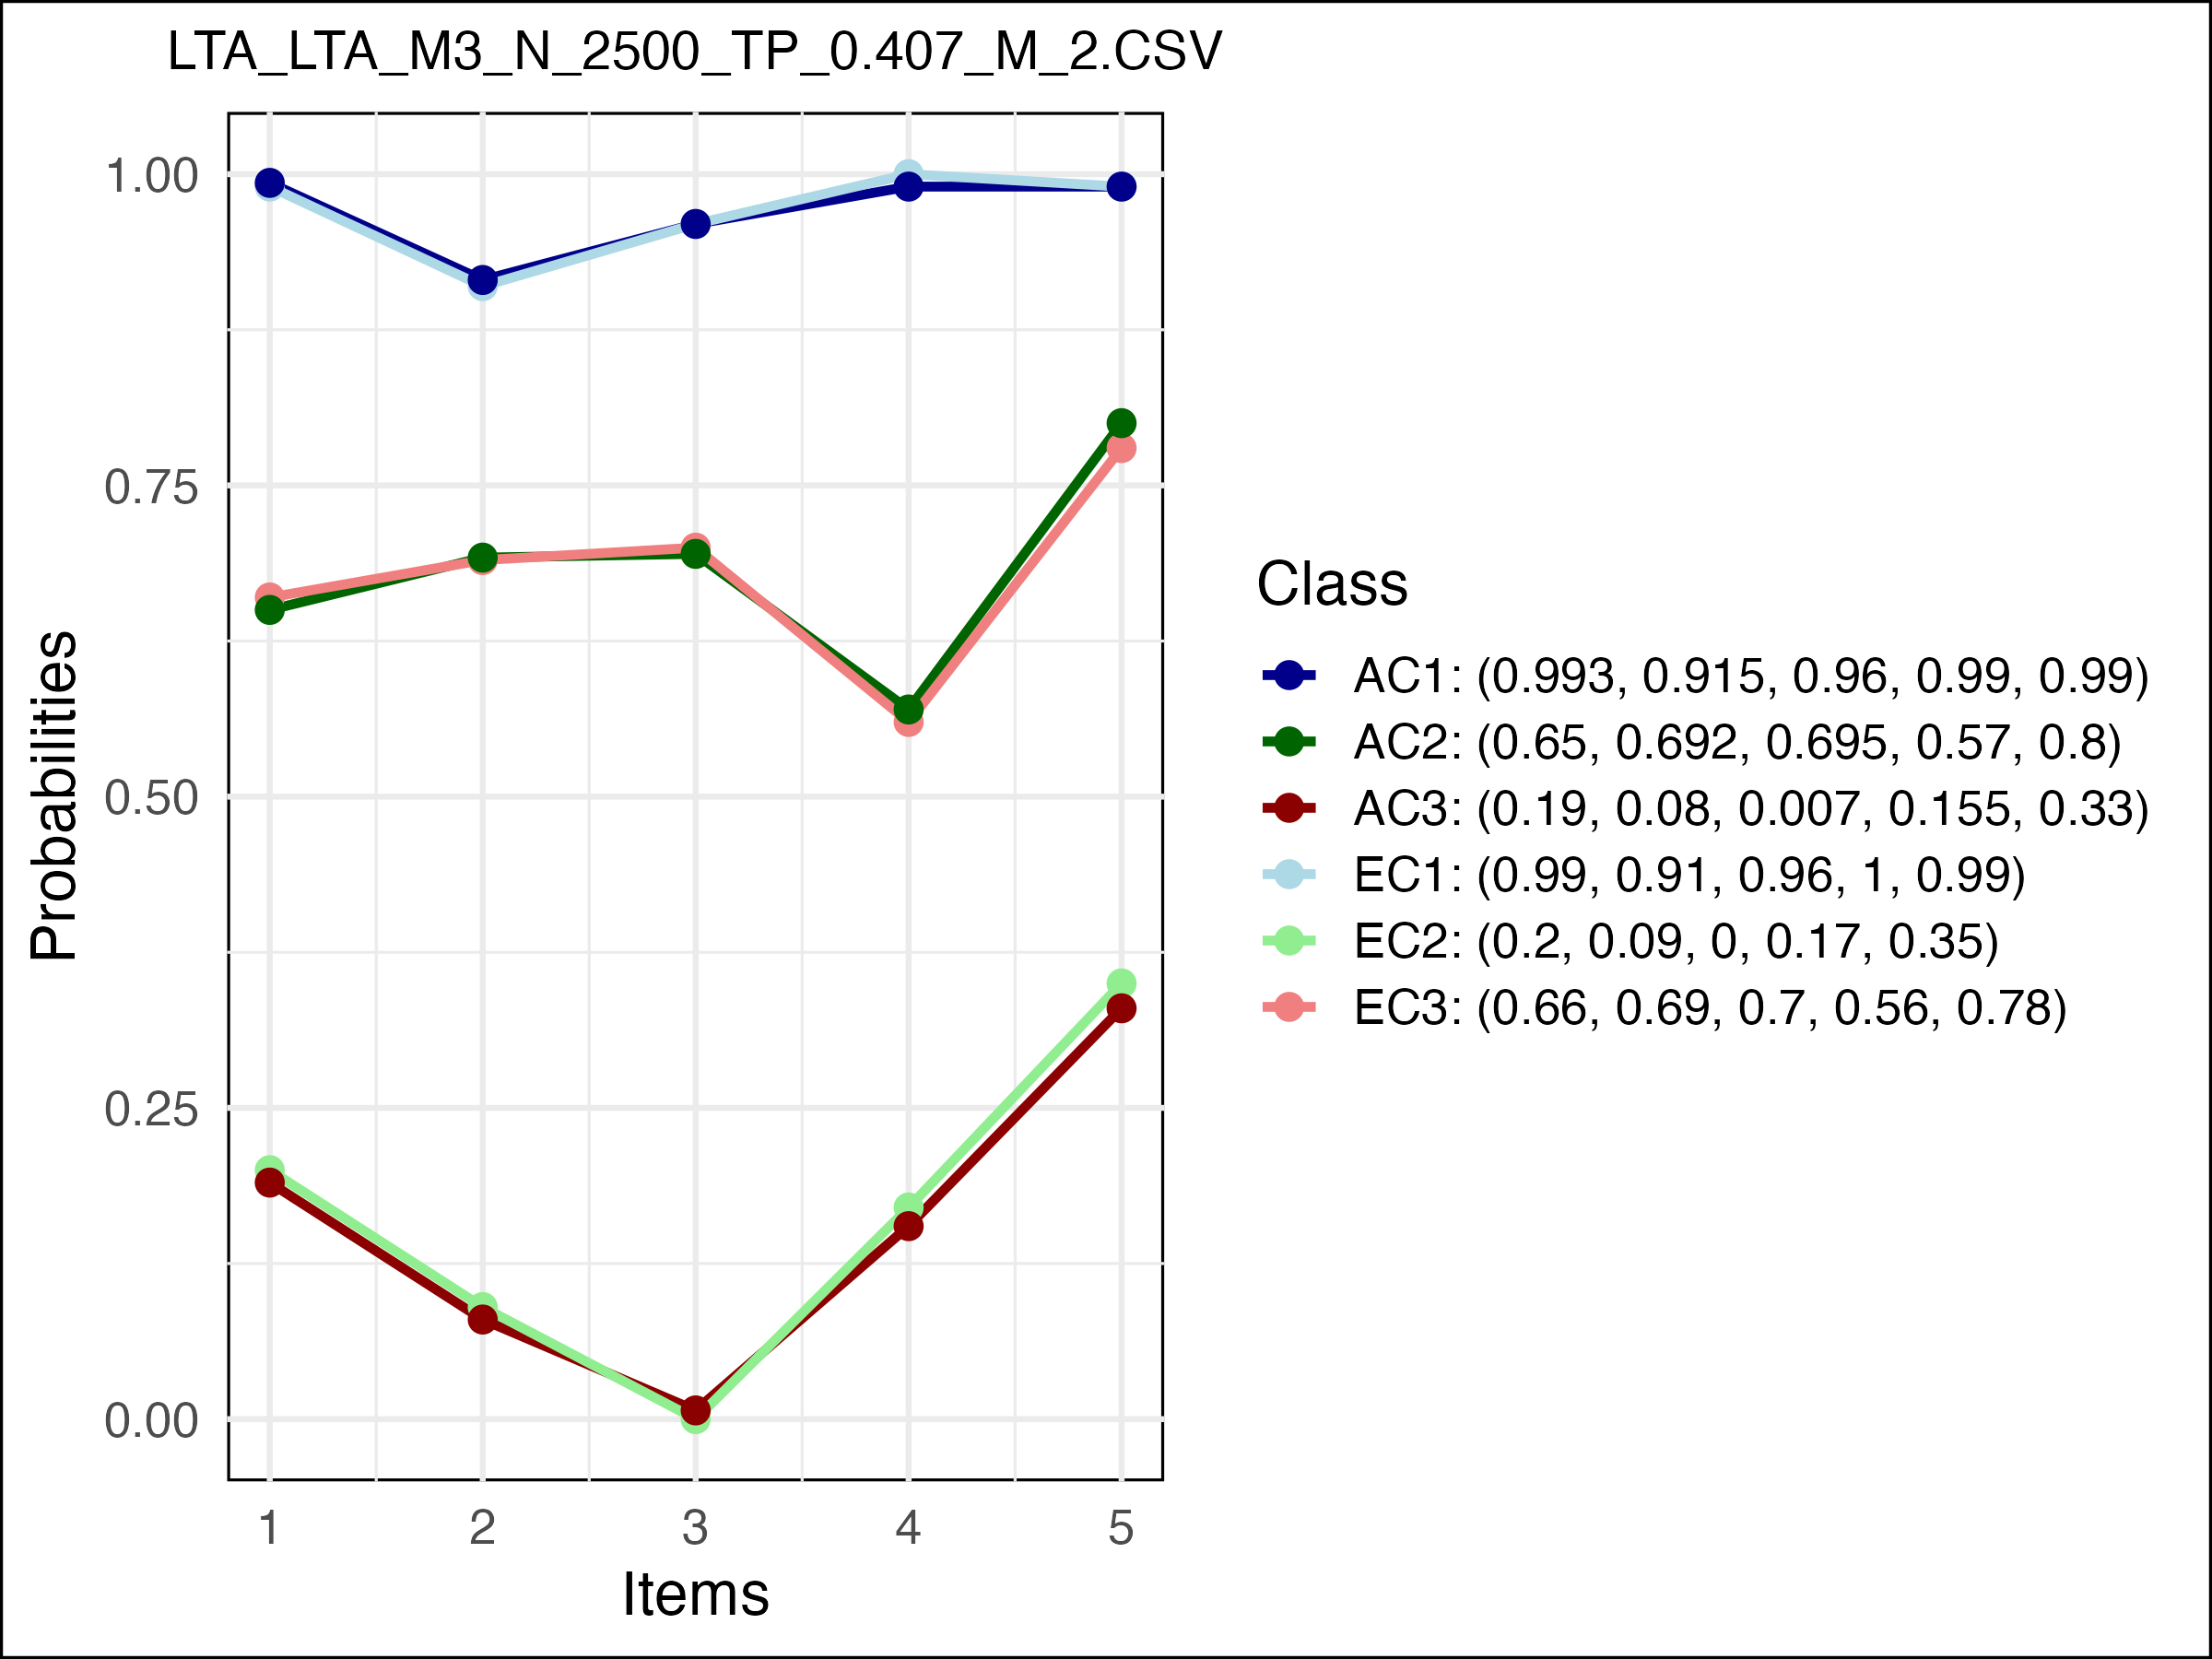 LTA_LTA_M3_N_2500_TP_0.407_M_2.CSV
1.00
0.75
0.50
0.25
0.00
Probabilities
1 2 3 4 5
Items
Class
AC1: (0.993, 0.915, 0.96, 0.99, 0.99)
AC2: (0.65, 0.692, 0.695, 0.57, 0.8)
AC3: (0.19, 0.08, 0.007, 0.155, 0.33)
EC1: (0.99, 0.91, 0.96, 1, 0.99)
EC2: (0.2, 0.09, 0, 0.17, 0.35)
EC3: (0.66, 0.69, 0.7, 0.56, 0.78)